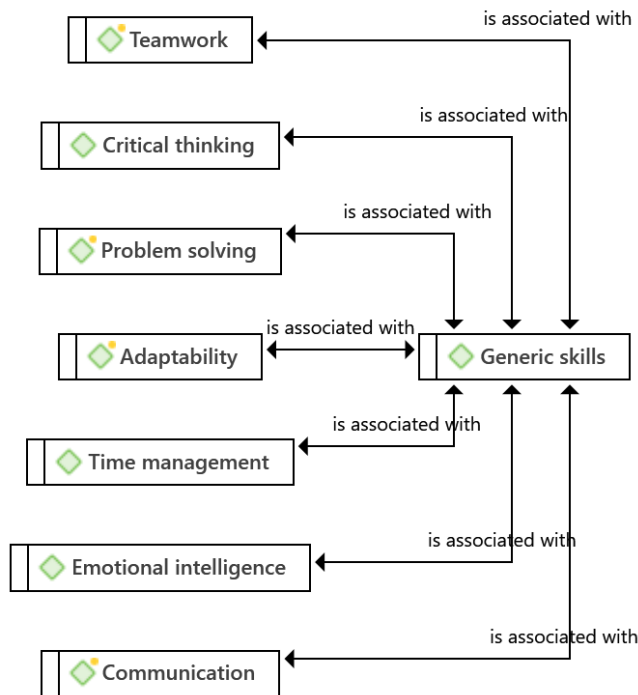 is associated with
Teamwork
is associated with
Critical thinking
is associated with
Problem solving
is associated with
Adaptability
Generic skills
is associated with
Time management
is associated with
Emotional intelligence
is associated with
Communication